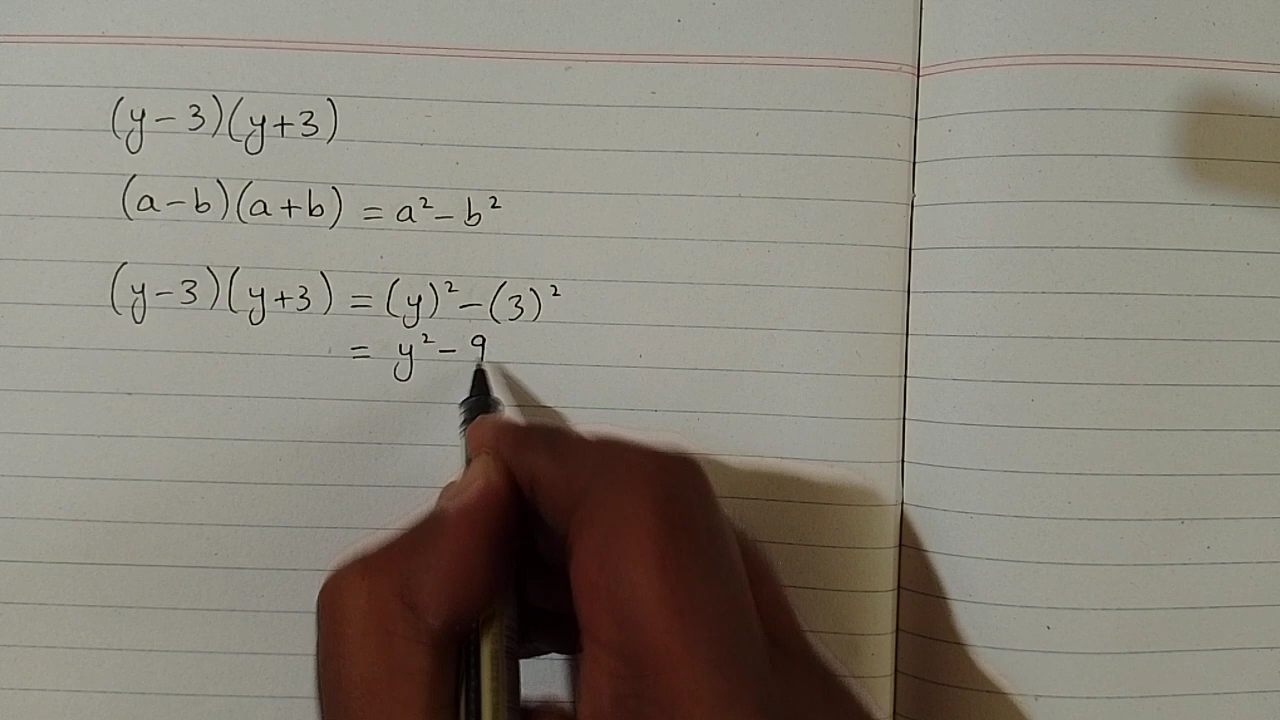 (y-3)(y+3)
(a-b)(a+b) = a²-b²
(y-3)(y+3) = (y)²-(3)²
= y²-9